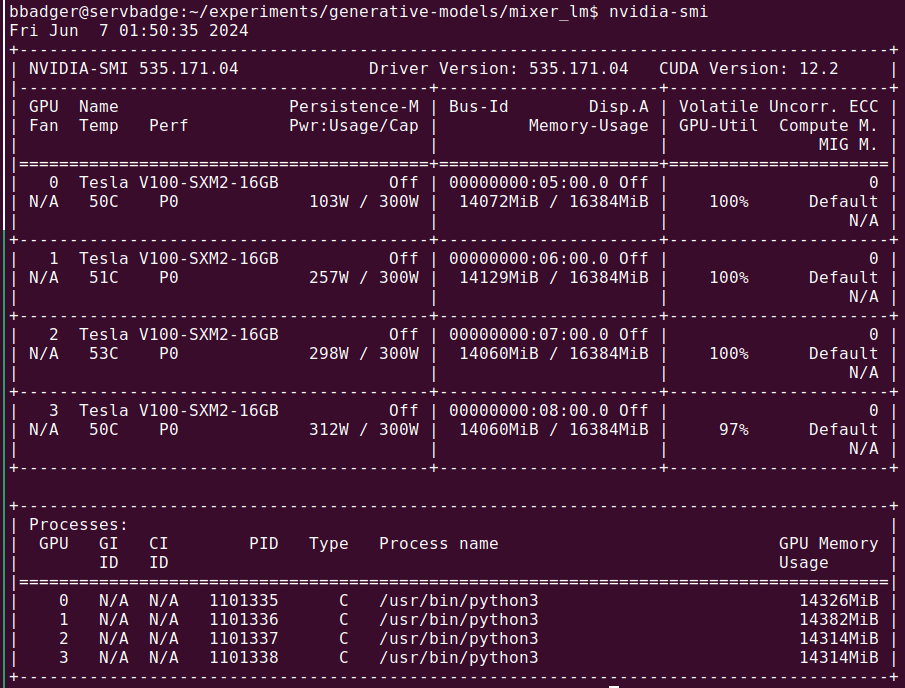 bbadger@servbadge:~/experiments/generative-models/mixer_lm$ nvidia-smi
Fri Jun  7 01:50:35 2024
+---------------------------------------------------------------------------------------+
| NVIDIA-SMI 535.171.04             Driver Version: 535.171.04   CUDA Version: 12.2     |
|-----------------------------------------+----------------------+----------------------+
| GPU  Name                 Persistence-M | Bus-Id        Disp.A | Volatile Uncorr. ECC |
| Fan  Temp   Perf          Pwr:Usage/Cap |         Memory-Usage | GPU-Util  Compute M. |
|                                         |                      |               MIG M. |
|=========================================+======================+======================|
|   0  Tesla V100-SXM2-16GB           Off | 00000000:05:00.0 Off |                    0 |
| N/A   50C    P0             103W / 300W |  14072MiB / 16384MiB |    100%      Default |
|                                         |                      |                  N/A |
+-----------------------------------------+----------------------+----------------------+
|   1  Tesla V100-SXM2-16GB           Off | 00000000:06:00.0 Off |                    0 |
| N/A   51C    P0             257W / 300W |  14129MiB / 16384MiB |    100%      Default |
|                                         |                      |                  N/A |
+-----------------------------------------+----------------------+----------------------+
|   2  Tesla V100-SXM2-16GB           Off | 00000000:07:00.0 Off |                    0 |
| N/A   53C    P0             298W / 300W |  14060MiB / 16384MiB |    100%      Default |
|                                         |                      |                  N/A |
+-----------------------------------------+----------------------+----------------------+
|   3  Tesla V100-SXM2-16GB           Off | 00000000:08:00.0 Off |                    0 |
| N/A   50C    P0             312W / 300W |  14060MiB / 16384MiB |     97%      Default |
|                                         |                      |                  N/A |
+-----------------------------------------+----------------------+----------------------+

+---------------------------------------------------------------------------------------+
| Processes:                                                                            |
|  GPU   GI   CI        PID   Type   Process name                            GPU Memory |
|        ID   ID                                                             Usage      |
|=======================================================================================|
|    0   N/A  N/A   1101335      C   /usr/bin/python3                          14326MiB |
|    1   N/A  N/A   1101336      C   /usr/bin/python3                          14382MiB |
|    2   N/A  N/A   1101337      C   /usr/bin/python3                          14314MiB |
|    3   N/A  N/A   1101338      C   /usr/bin/python3                          14314MiB |
+---------------------------------------------------------------------------------------+